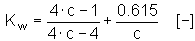 K_w = (4·c − 1)/(4·c − 4) + 0.615/c [-]